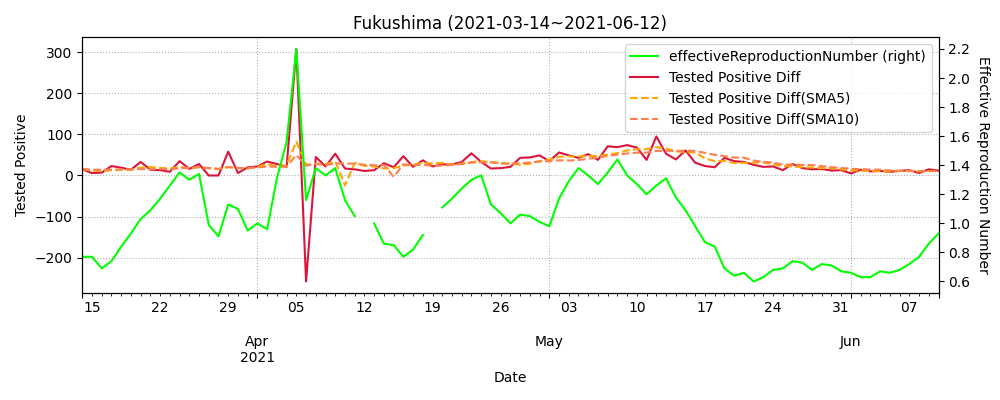 Fukushima (2021-03-14~2021-06-12)
effectiveReproductionNumber (right)
Tested Positive Diff
Tested Positive Diff(SMA5)
Tested Positive Diff(SMA10)
Tested Positive
300
200
100
0
−100
−200
2.2
2.0
1.8
1.6
1.4
1.2
1.0
0.8
0.6
Effective Reproduction Number
15 22 29 05 12 19 26 03 10 17 24 31 07
Apr May Jun
2021
Date